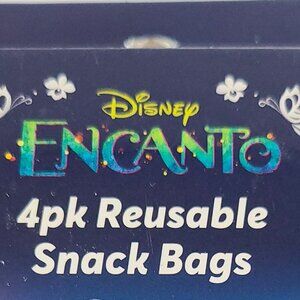 Disney
ENCANTO
4pk Reusable
Snack Bags